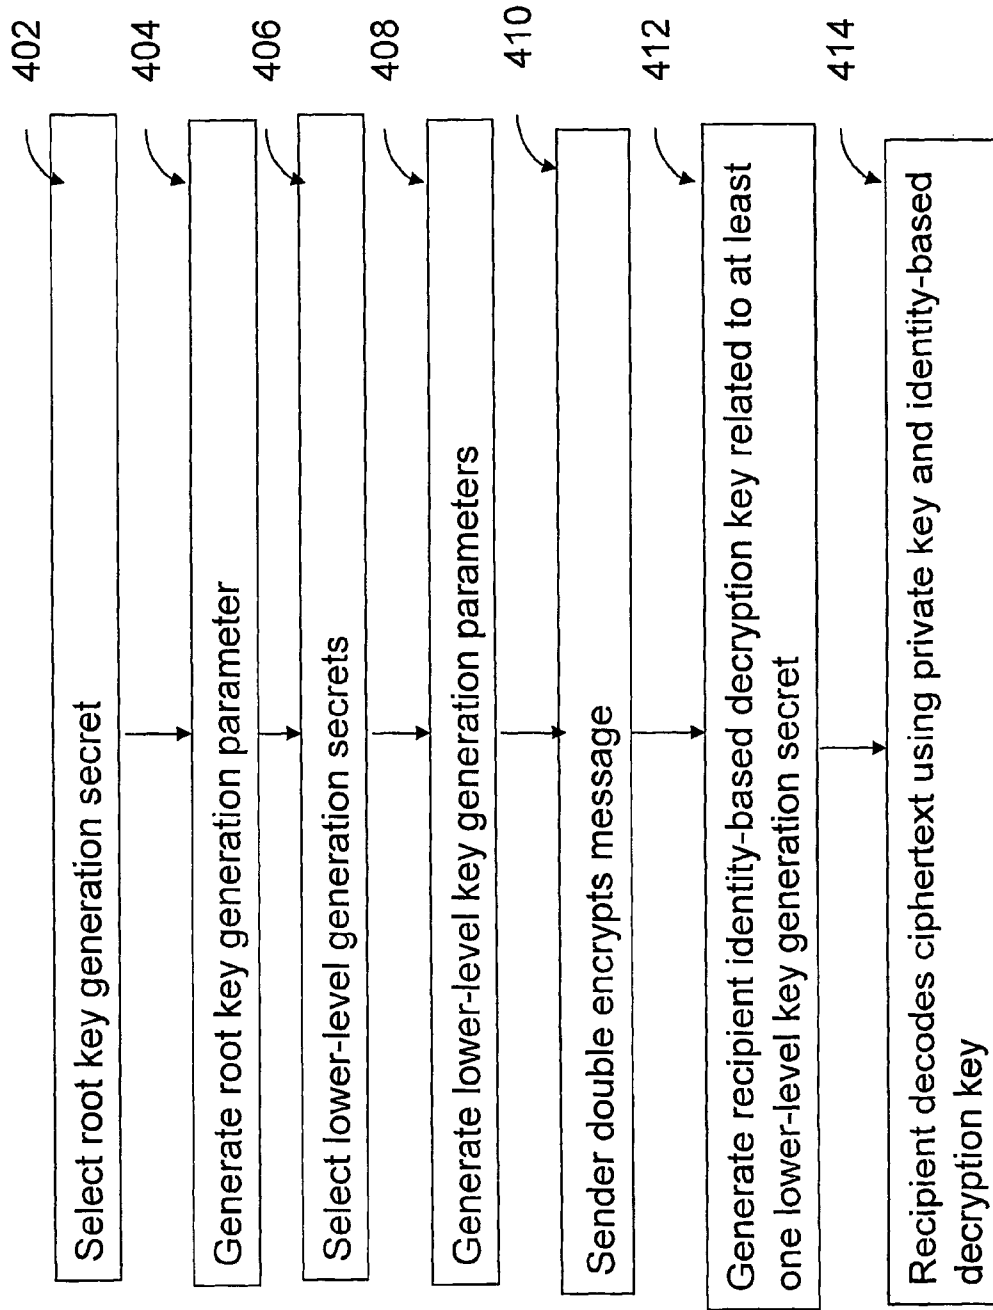 402
Select root key generation secret
404
Generate root key generation parameter
406
Select lower-level generation secrets
408
Generate lower-level key generation parameters
410
Sender double encrypts message
412
Generate recipient identity-based decryption key related to at least
one lower-level key generation secret
414
Recipient decodes ciphertext using private key and identity-based
decryption key